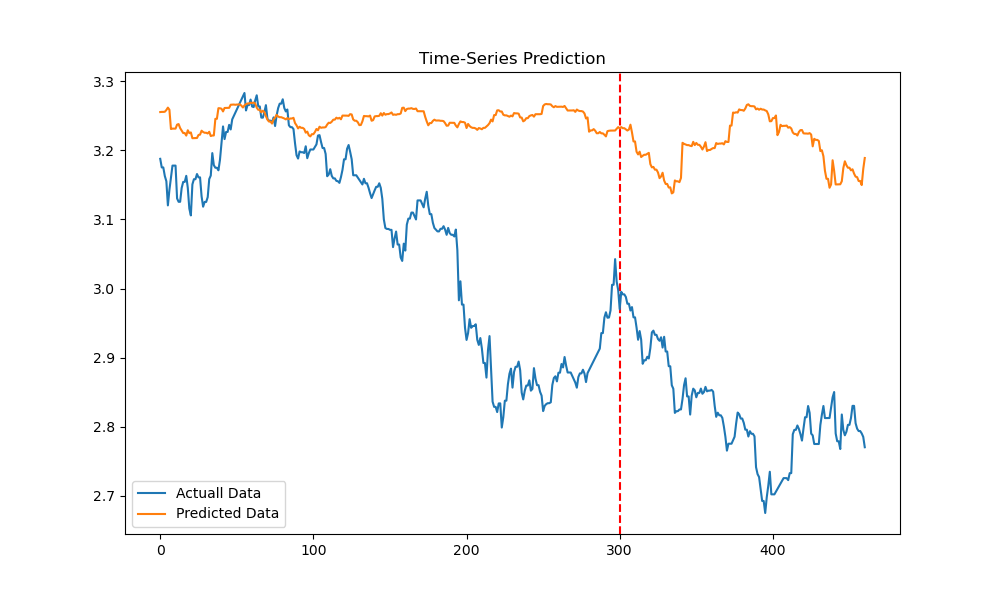 Time-Series Prediction
3.3
3.2
3.1
3.0
2.9
2.8
2.7
Actuall Data
Predicted Data
0 100 200 300 400